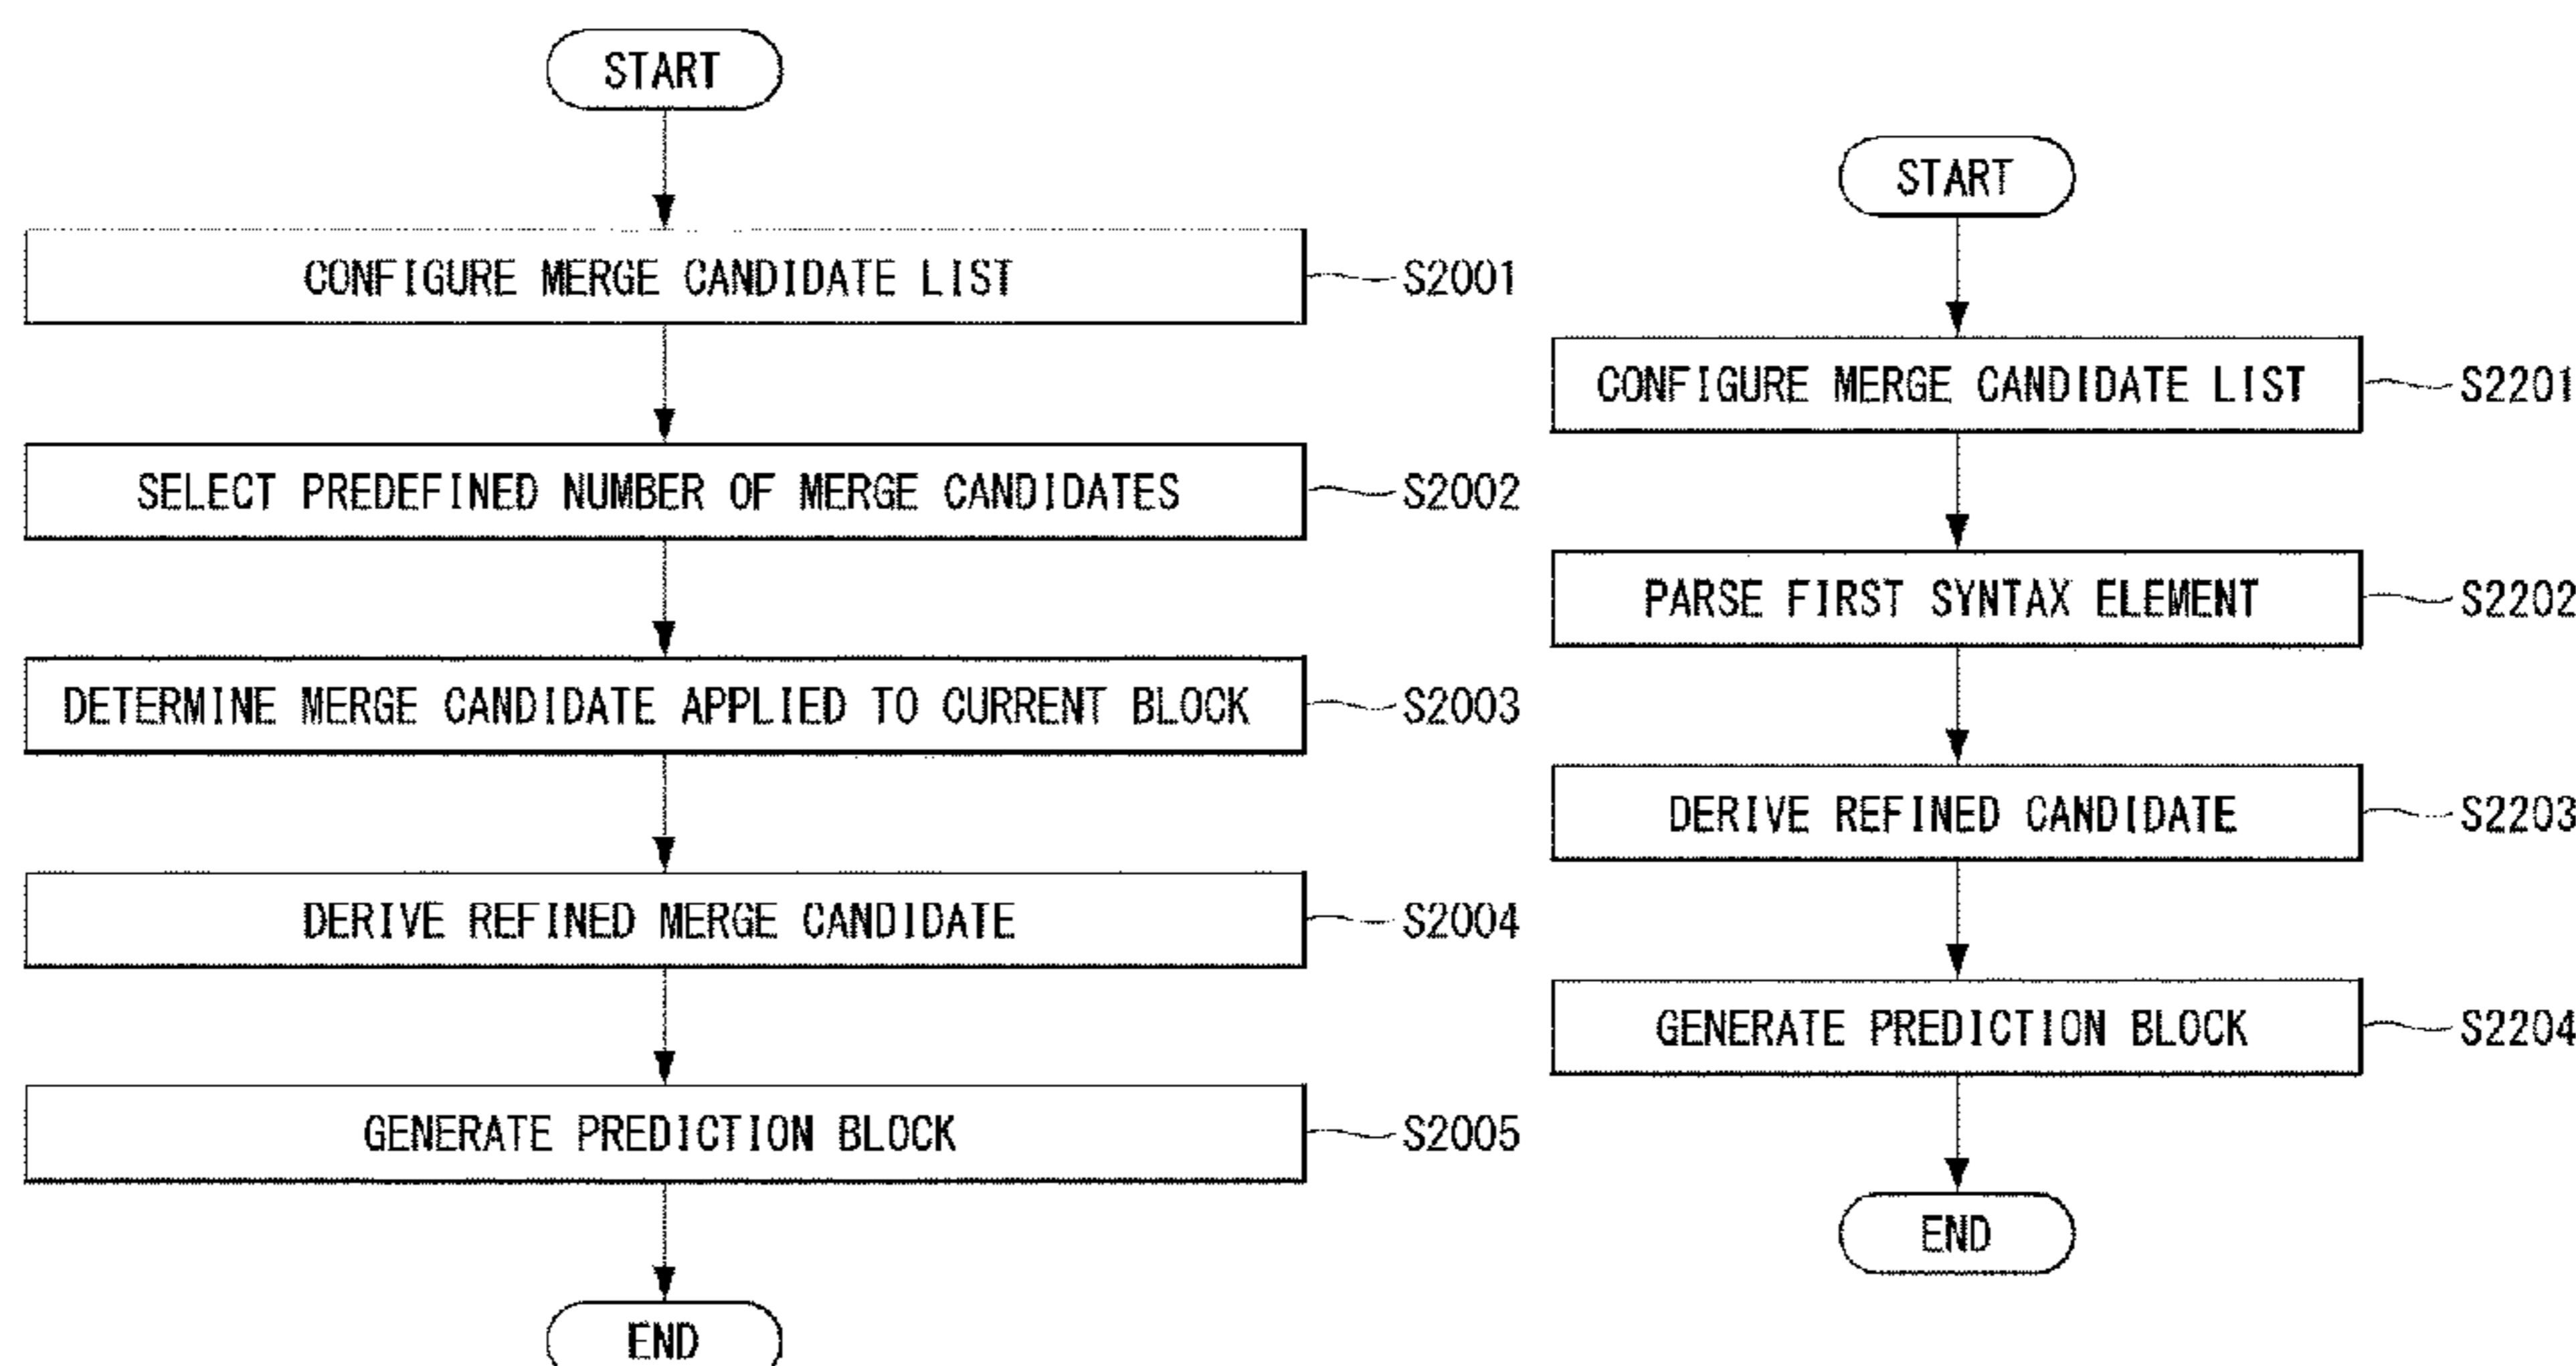 START
CONFIGURE MERGE CANDIDATE LIST
S2001
SELECT PREDEFINED NUMBER OF MERGE CANDIDATES
S2002
DETERMINE MERGE CANDIDATE APPLIED TO CURRENT BLOCK
S2003
DERIVE REFINED MERGE CANDIDATE
S2004
GENERATE PREDICTION BLOCK
S2005
END
START
CONFIGURE MERGE CANDIDATE LIST
S2201
PARSE FIRST SYNTAX ELEMENT
S2202
DERIVE REFINED CANDIDATE
S2203
GENERATE PREDICTION BLOCK
S2204
END